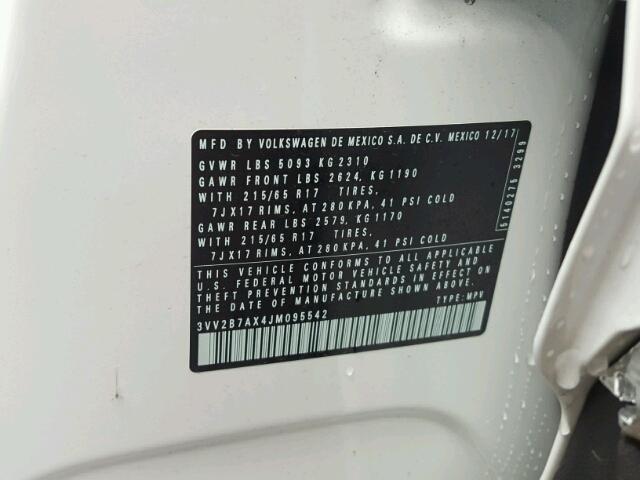 MFD BY VOLKSWAGEN DE MEXICO S.A. DE C.V. MEXICO 12/17
GVWR LBS 5093 KG 2310
GAWR FRONT LBS 2624, KG 1190
WITH 215/65 R17 TIRES.
7JX17 RIMS, AT 280 KPA, 41 PSI COLD
GAWR REAR LBS 2579, KG 1170
WITH 215/65 R17 TIRES.
7JX17 RIMS, AT 280 KPA, 41 PSI COLD
THIS VEHICLE CONFORMS TO ALL APPLICABLE
U.S. FEDERAL MOTOR VEHICLE SAFETY AND
THEFT PREVENTION STANDARDS IN EFFECT ON
THE DATE OF MANUFACTURE SHOWN ABOVE.
3VV2B7AX4JM095542 TYPE: MPV
5140275 3299